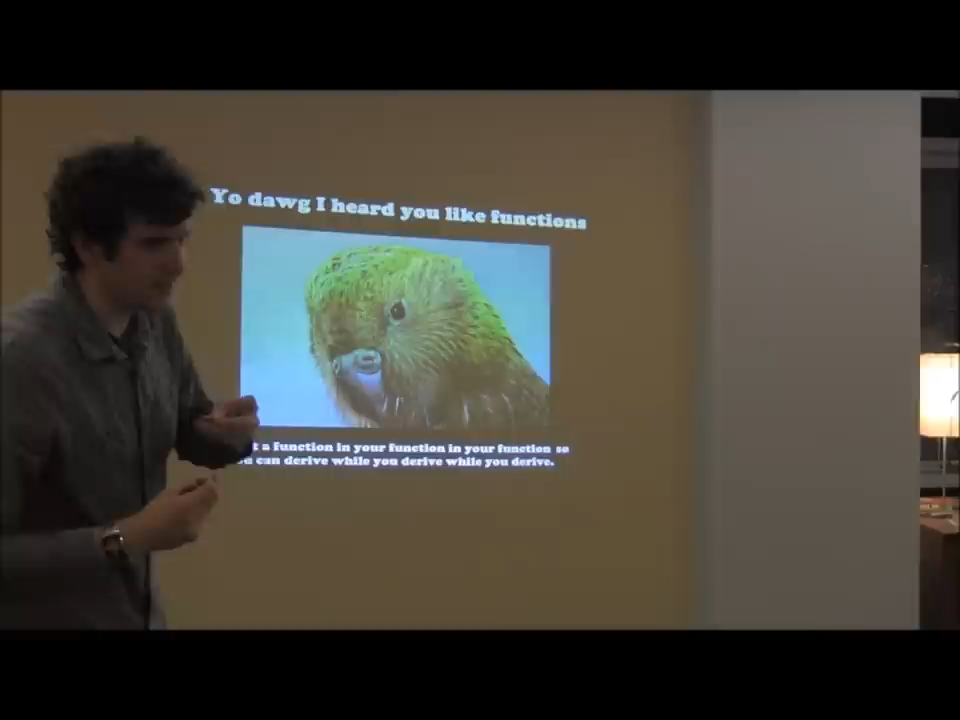 Yo dawg I heard you like functions
a function in your function in your function so
can derive while you derive while you derive.